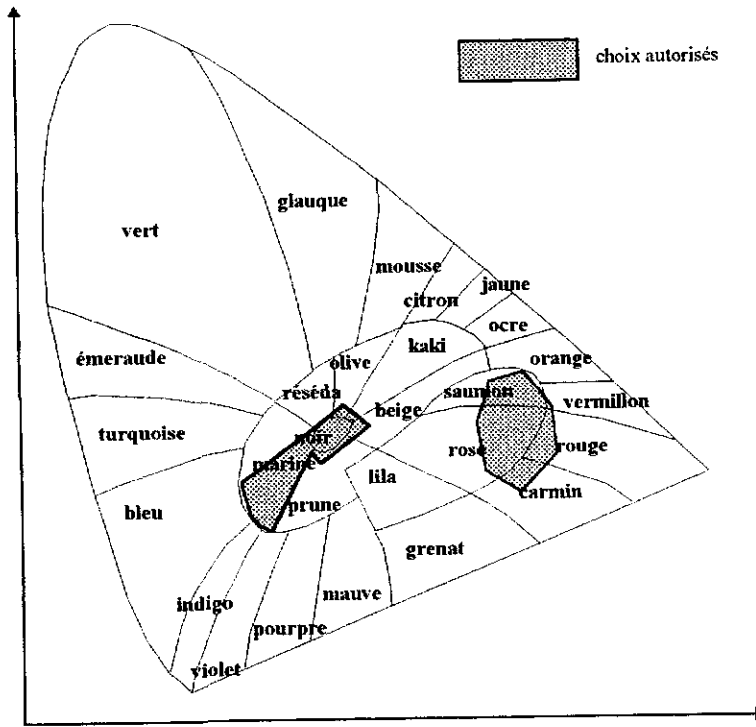 choix autorisés
glauque
vert
mousse
citron
jaune
ocre
kaki
olive
orange
émeraude
réséda
saumon
beige
vermillon
turquoise
noir
rose
rouge
marine
lila
carmin
bleu
prune
grenat
indigo
mauve
pourpre
violet